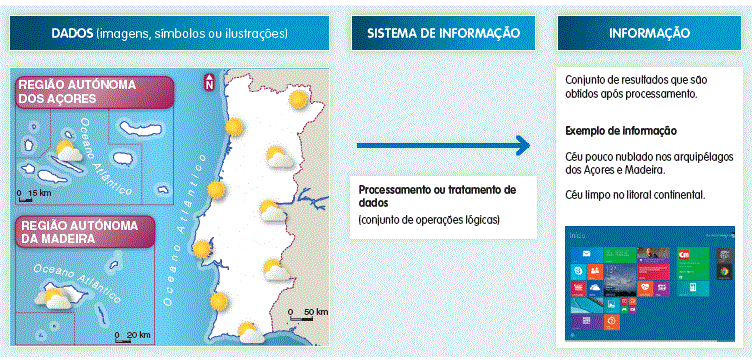 DADOS (imagens, símbolos ou ilustrações)
SISTEMA DE INFORMAÇÃO
INFORMAÇÃO
REGIÃO AUTÓNOMA
DOS AÇORES
Oceano Atlântico
0 15 km
REGIÃO AUTÓNOMA
DA MADEIRA
Oceano Atlântico
0 20 km
N
Oceano Atlântico
0 50 km
Processamento ou tratamento de
dados
(conjunto de operações lógicas)
Conjunto de resultados que são
obtidos após processamento.
Exemplo de informação
Céu pouco nublado nos arquipélagos
dos Açores e Madeira.
Céu limpo no litoral continental.
Início